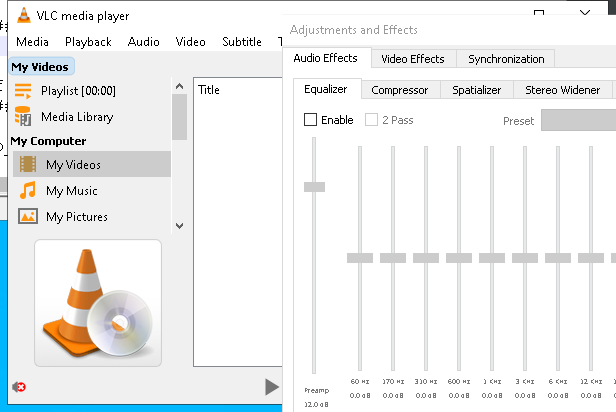 VLC media player
Media Playback Audio Video Subtitle T
My Videos
Playlist [00:00]
Media Library
My Computer
My Videos
My Music
My Pictures
Title
Adjustments and Effects
Audio Effects Video Effects Synchronization
Equalizer Compressor Spatializer Stereo Widener
Enable 2 Pass Preset
60 Hz 170 Hz 310 Hz 600 Hz 1 KHz 3 KHz 6 KHz 12 KHz
Preamp 0.0 dB 0.0 dB 0.0 dB 0.0 dB 0.0 dB 0.0 dB 0.0 dB 0.0 dB
12.0 dB